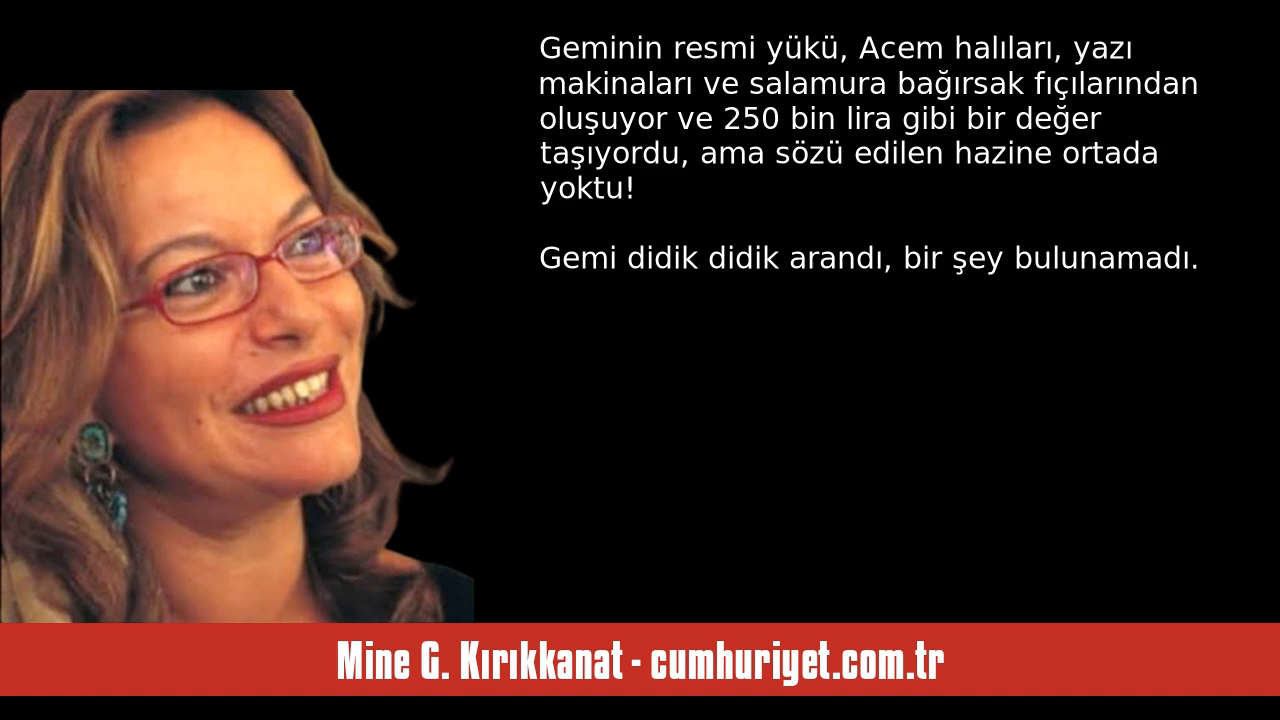 Geminin resmi yükü, Acem halıları, yazı
makinaları ve salamura bağırsak fıçılarından
oluşuyor ve 250 bin lira gibi bir değer
taşıyordu, ama sözü edilen hazine ortada
yoktu!
Gemi didik didik arandı, bir şey bulunamadı.
Mine G. Kırıkkanat - cumhuriyet.com.tr